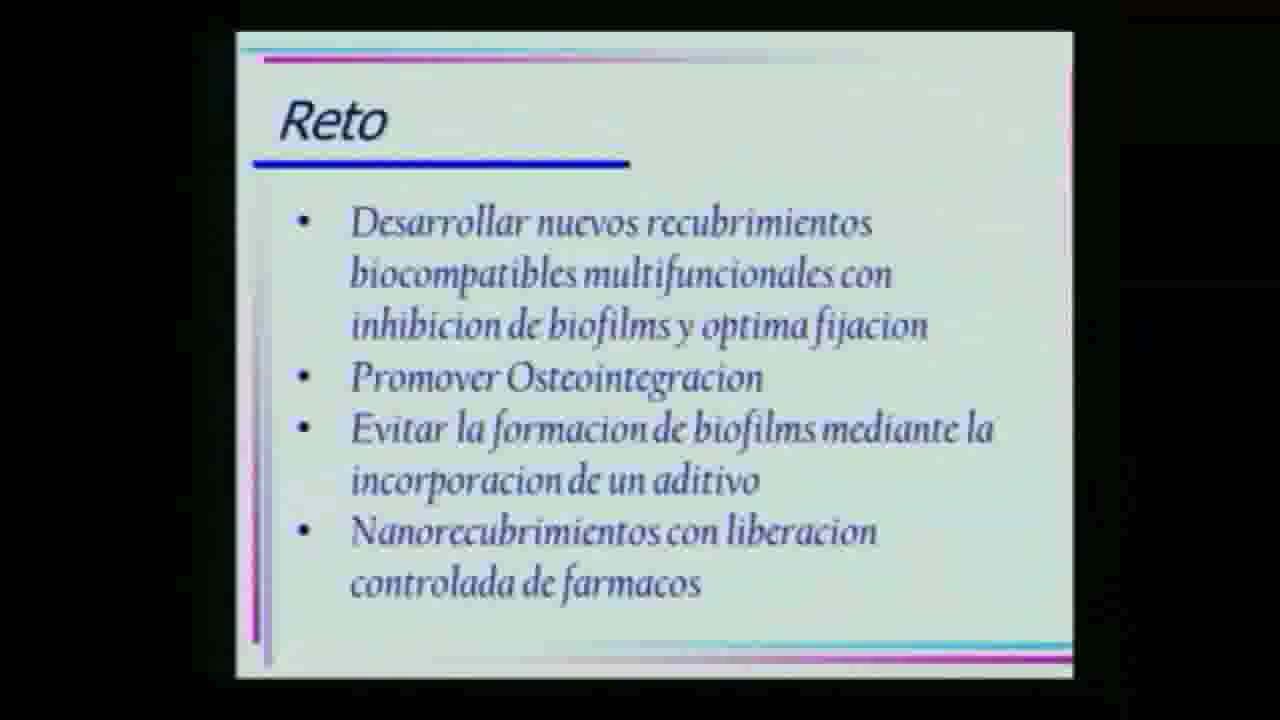 Reto
• Desarrollar nuevos recubrimientos
biocompatibles multifuncionales con
inhibicion de biofilms y optima fijacion
• Promover Osteointegracion
• Evitar la formacion de biofilms mediante la
incorporacion de un aditivo
• Nanorecubrimientos con liberacion
controlada de farmacos